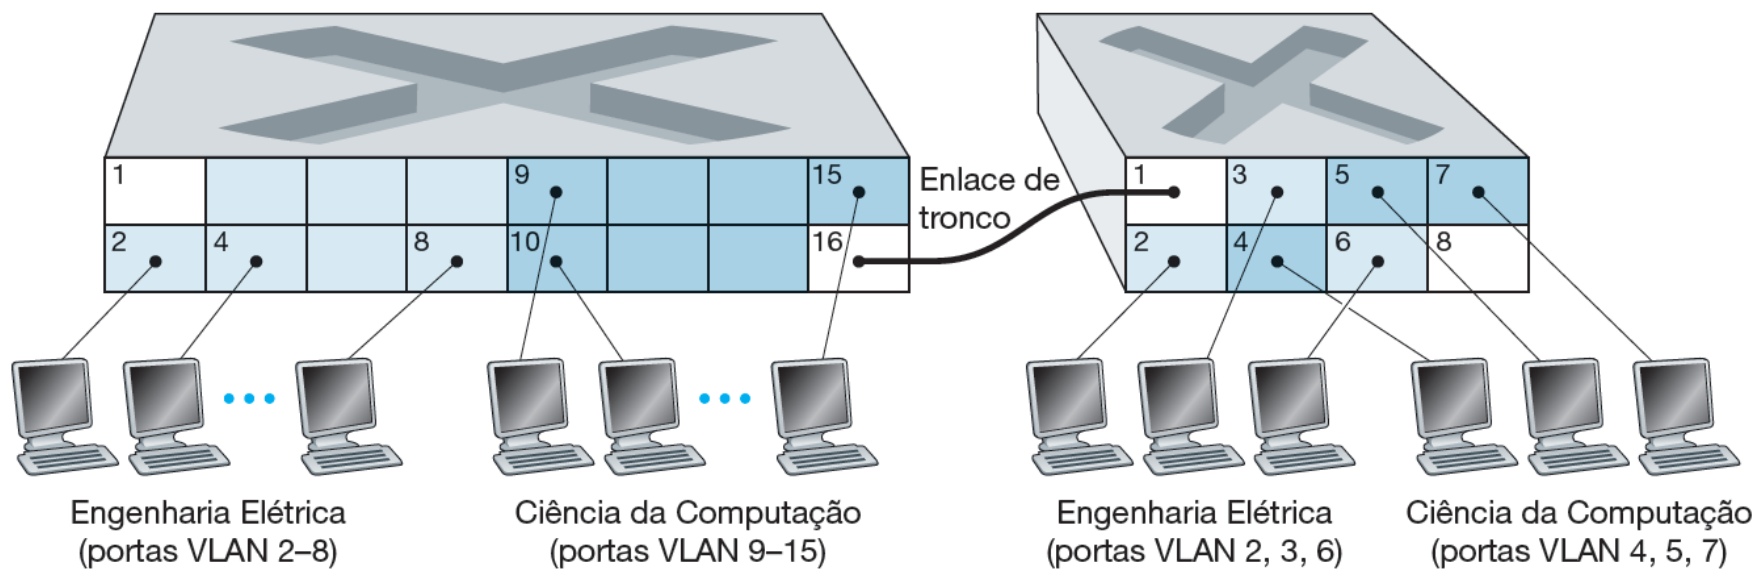 1
9
15
2
4
8
10
16
Enlace de
tronco
1
3
5
7
2
4
6
8
Engenharia Elétrica
(portas VLAN 2–8)
Ciência da Computação
(portas VLAN 9–15)
Engenharia Elétrica
(portas VLAN 2, 3, 6)
Ciência da Computação
(portas VLAN 4, 5, 7)